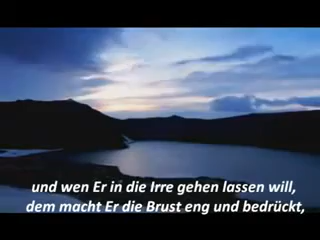 und wen Er in die Irre gehen lassen will,
dem macht Er die Brust eng und bedrückt,